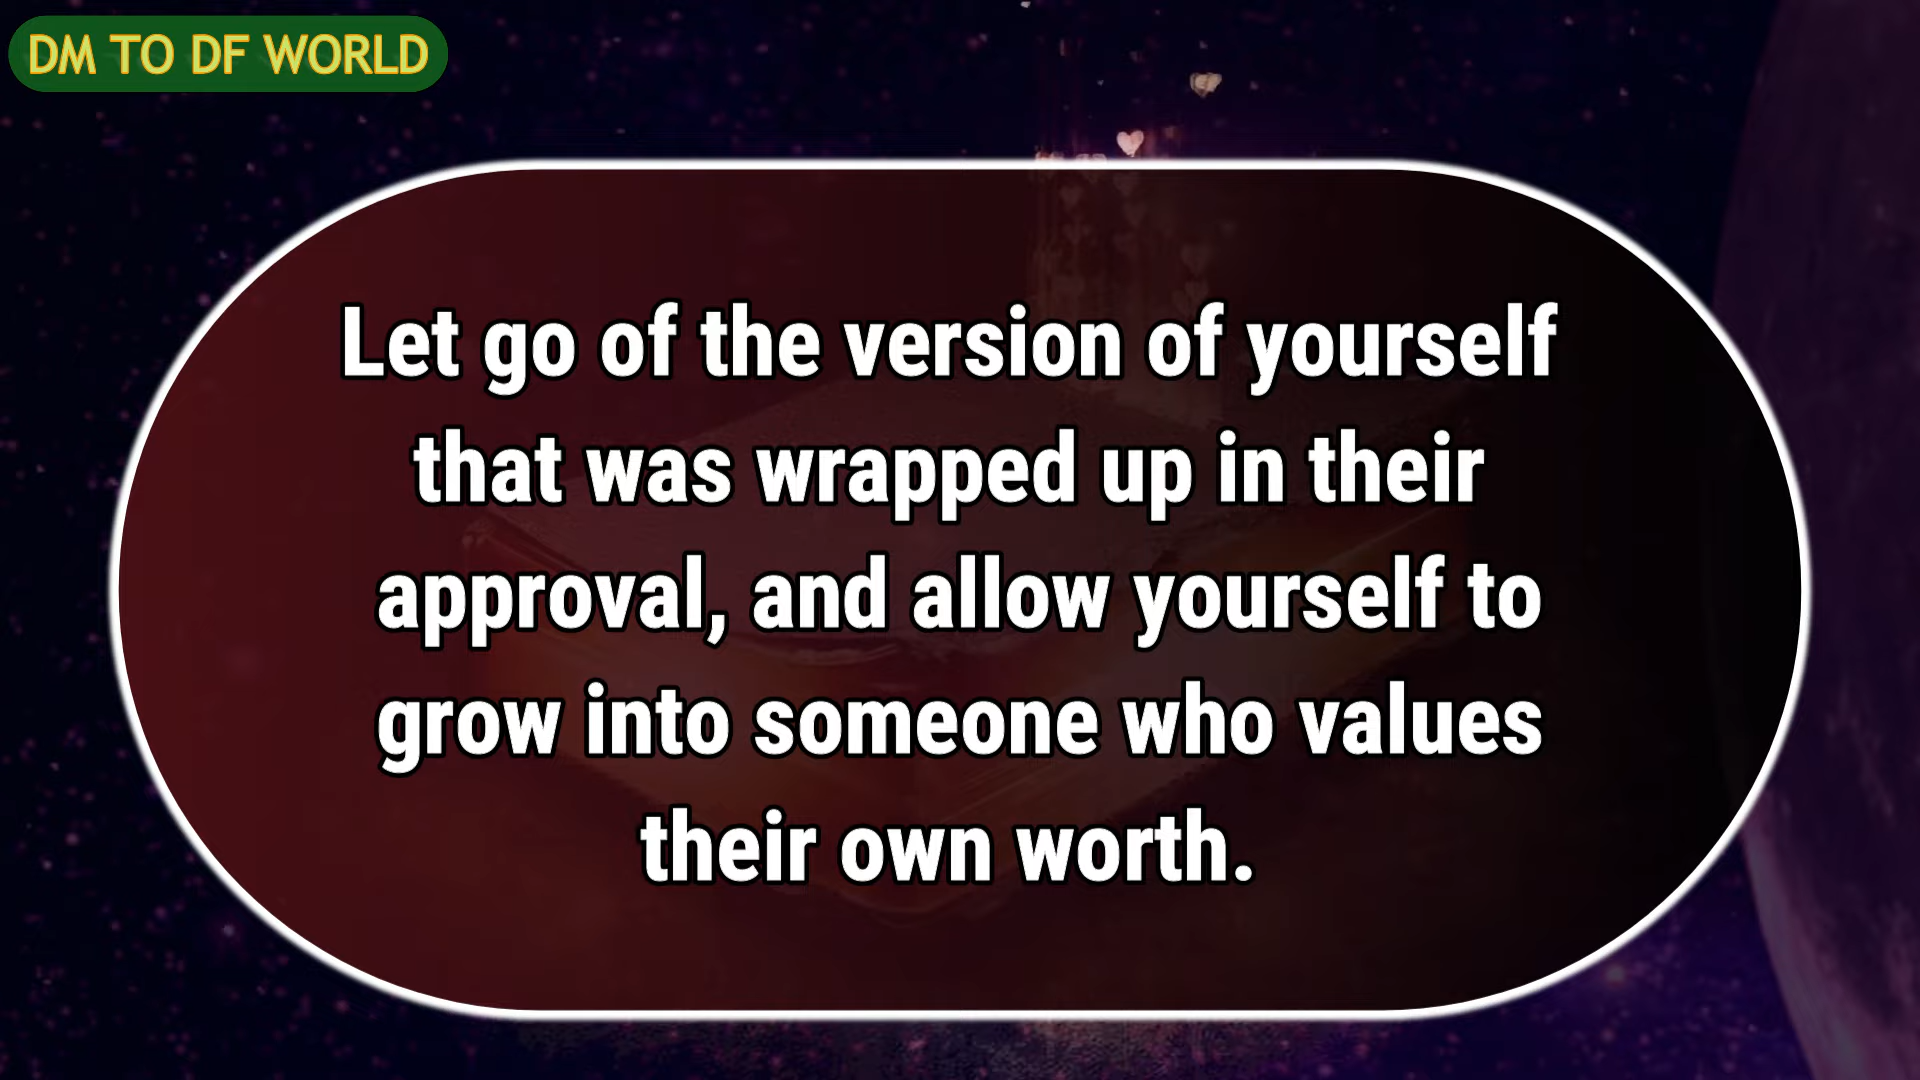 DM TO DF WORLD
Let go of the version of yourself
that was wrapped up in their
approval, and allow yourself to
grow into someone who values
their own worth.